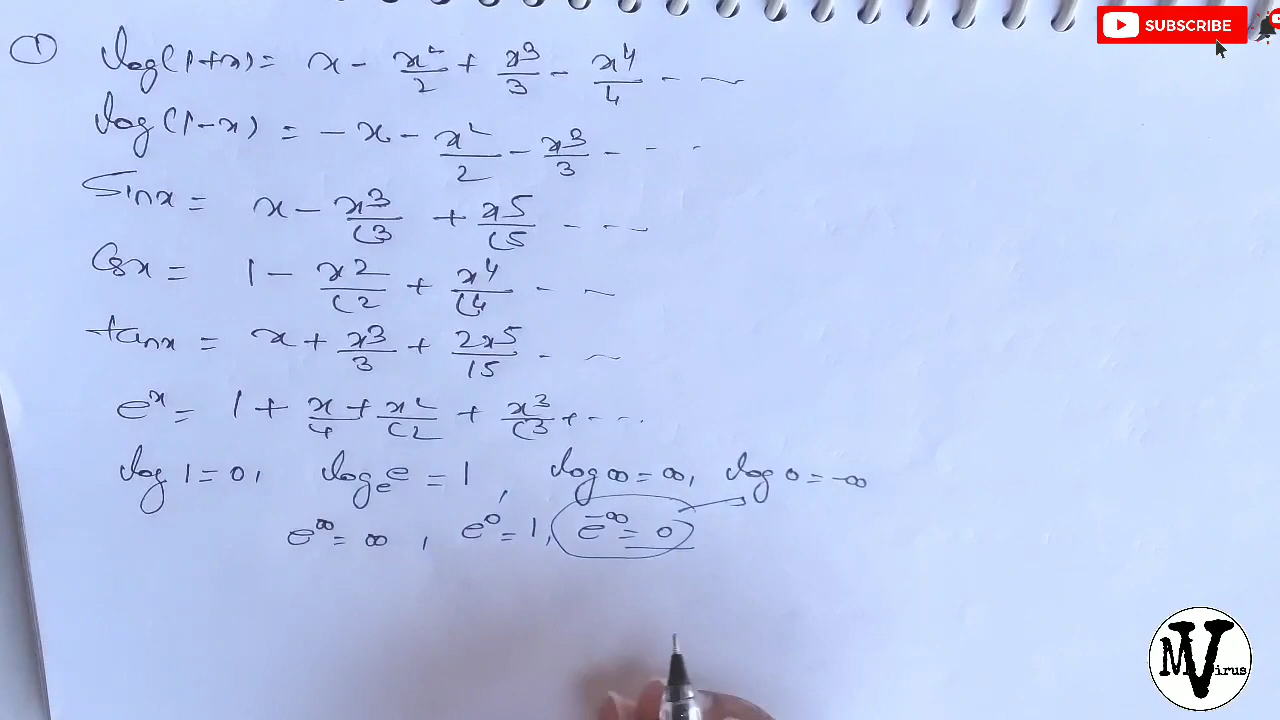 SUBSCRIBE
① log(1+x) = x - x²/2 + x³/3 - x⁴/4 - ~
log(1-x) = -x - x²/2 - x³/3 - - -
Sinx = x - x³/⌊3 + x⁵/⌊5 - - ~
Cosx = 1 - x²/⌊2 + x⁴/⌊4 - ~
tanx = x + x³/3 + 2x⁵/15 - ~
eˣ = 1 + x/4 + x²/⌊2 + x³/⌊3 + - - -
log 1 = 0, logₑe = 1, log ∞ = ∞, log 0 = -∞
e^∞ = ∞, e⁰ = 1, e^-∞ = 0
MVirus